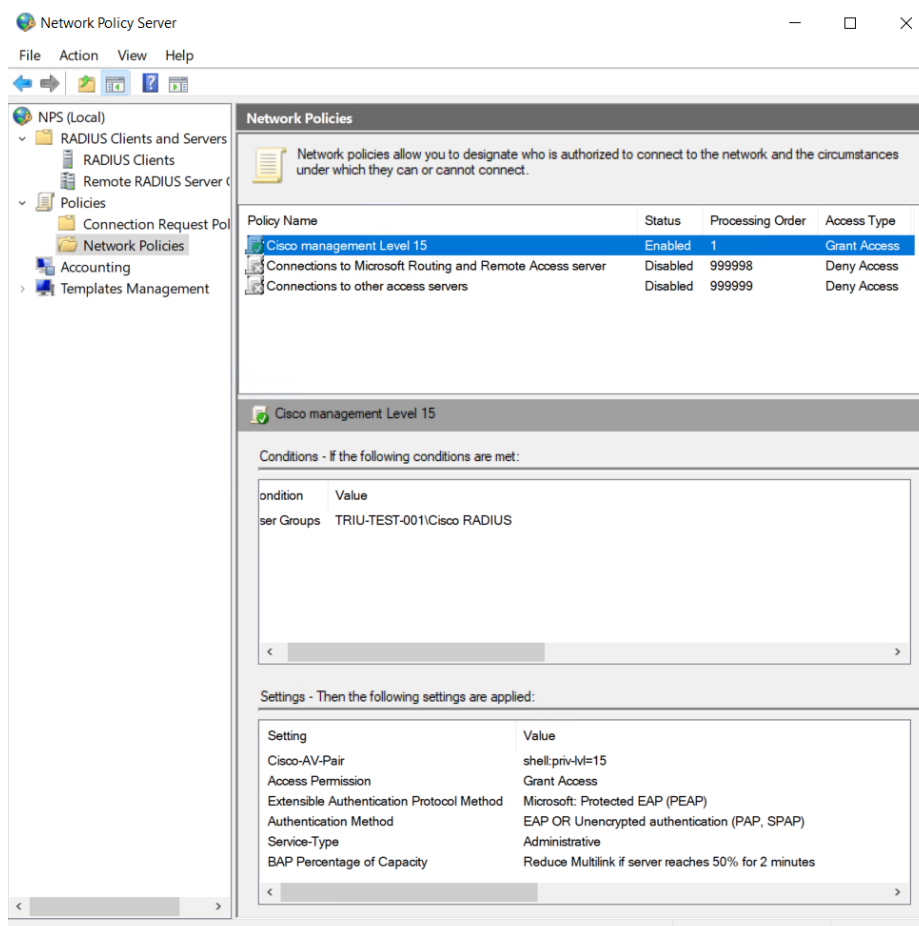 Network Policy Server
File Action View Help
NPS (Local)
RADIUS Clients and Servers
RADIUS Clients
Remote RADIUS Server
Policies
Connection Request Pol
Network Policies
Accounting
Templates Management
Network Policies
Network policies allow you to designate who is authorized to connect to the network and the circumstances
under which they can or cannot connect.
Policy Name Status Processing Order Access Type
Cisco management Level 15 Enabled 1 Grant Access
Connections to Microsoft Routing and Remote Access server Disabled 999998 Deny Access
Connections to other access servers Disabled 999999 Deny Access
Cisco management Level 15
Conditions - If the following conditions are met:
ondition Value
ser Groups TRIU-TEST-001\Cisco RADIUS
Settings - Then the following settings are applied:
Setting Value
Cisco-AV-Pair shell:priv-lvl=15
Access Permission Grant Access
Extensible Authentication Protocol Method Microsoft: Protected EAP (PEAP)
Authentication Method EAP OR Unencrypted authentication (PAP, SPAP)
Service-Type Administrative
BAP Percentage of Capacity Reduce Multilink if server reaches 50% for 2 minutes